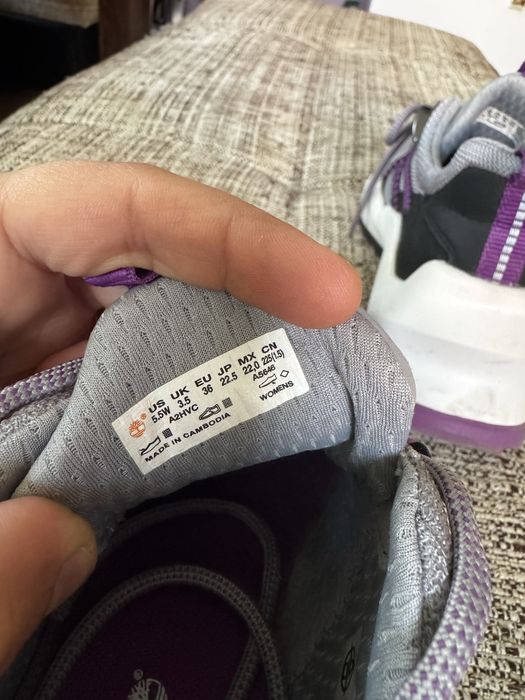 US UK EU JP MX CN
5.5W 3.5 36 22.5 22.0 225(1.5)
A2HVC A5646
WOMENS
MADE IN CAMBODIA